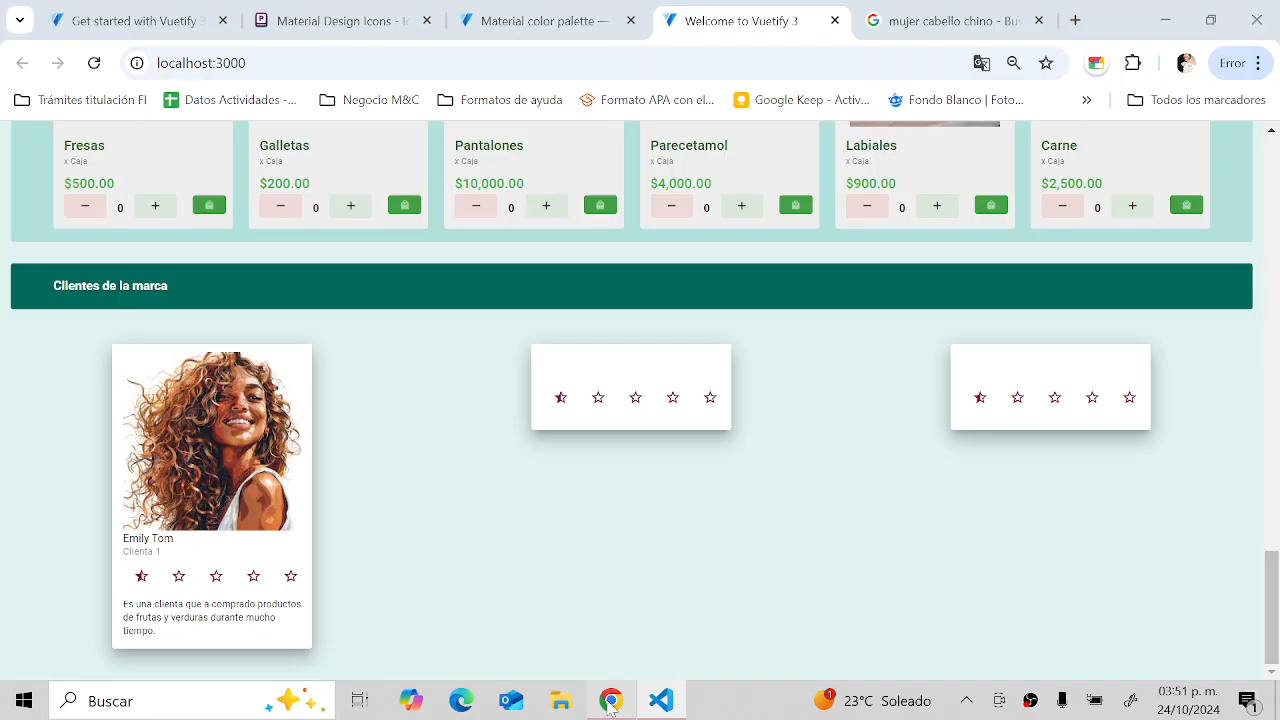 Get started with Vuetify 3
Material Design Icons - Ic
Material color palette —
Welcome to Vuetify 3
mujer cabello chino - Bus
localhost:3000
Error
Trámites titulación FI
Datos Actividades -...
Negocio M&C
Formatos de ayuda
Formato APA con el...
Google Keep - Activ...
Fondo Blanco | Foto...
»
Todos los marcadores
Fresas
Galletas
Pantalones
Parecetamol
Labiales
Carne
x Caja
x Caja
x Caja
x Caja
x Caja
x Caja
$500.00
$200.00
$10,000.00
$4,000.00
$900.00
$2,500.00
− 0 +
− 0 +
− 0 +
− 0 +
− 0 +
− 0 +
Clientes de la marca
Emily Tom
Clienta 1
Es una clienta que a comprado productos
de frutas y verduras durante mucho
tiempo.
Buscar
1
23°C Soleado
03:51 p. m.
24/10/2024
1